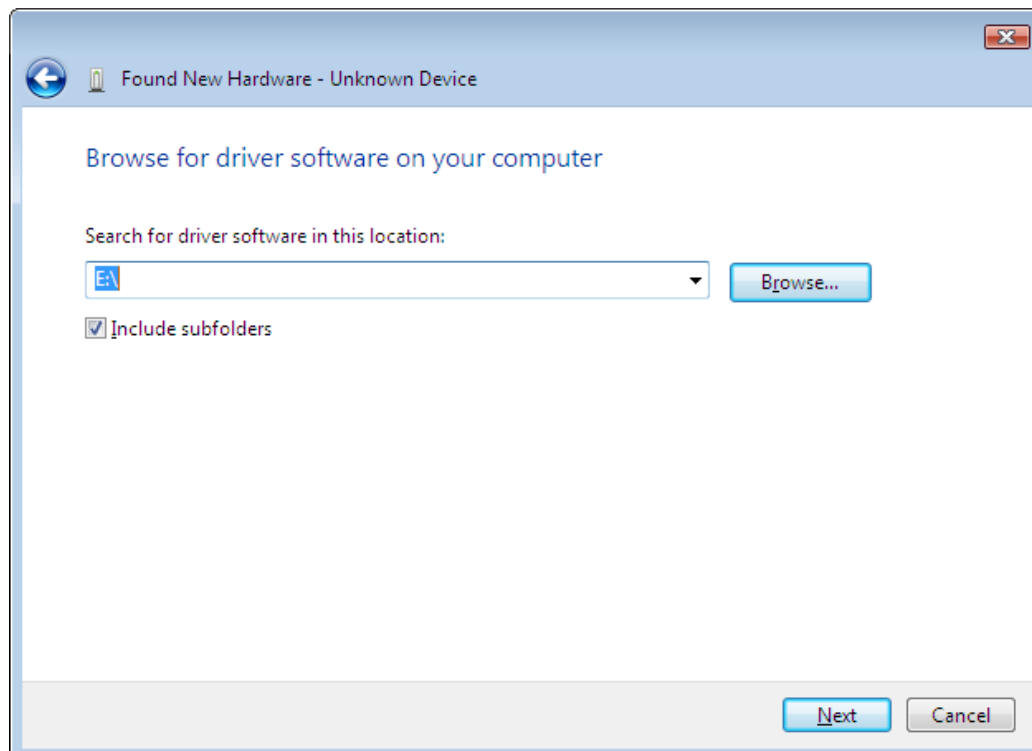 Found New Hardware - Unknown Device
Browse for driver software on your computer
Search for driver software in this location:
E:\
Browse...
Include subfolders
Next
Cancel